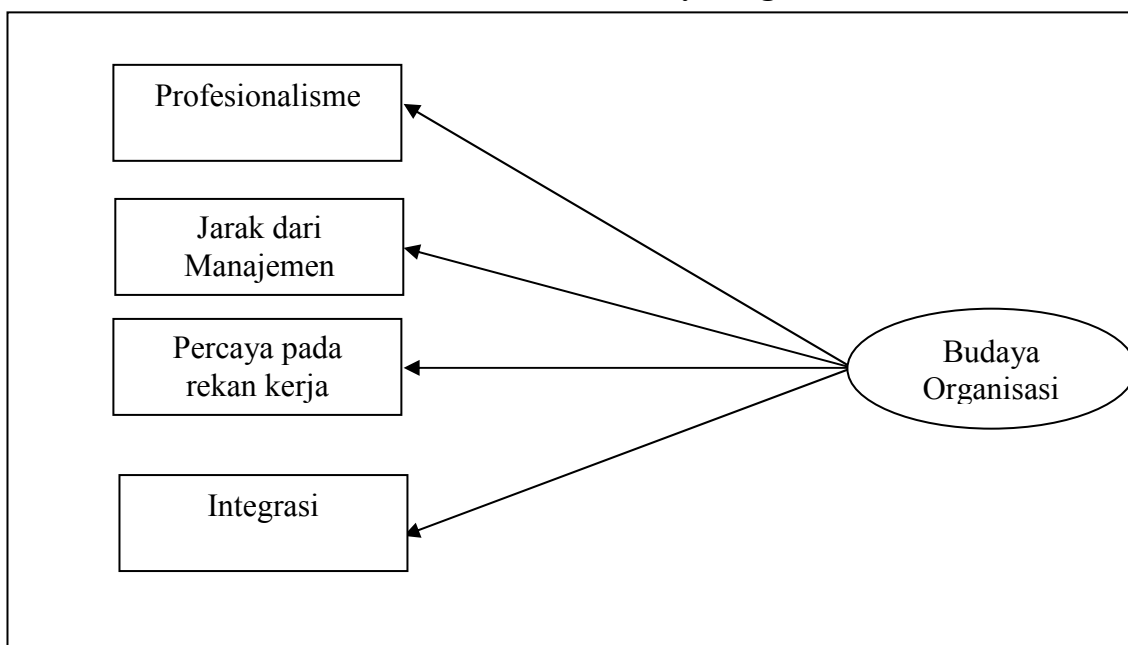 Profesionalisme
Jarak dari
Manajemen
Percaya pada
rekan kerja
Integrasi
Budaya
Organisasi